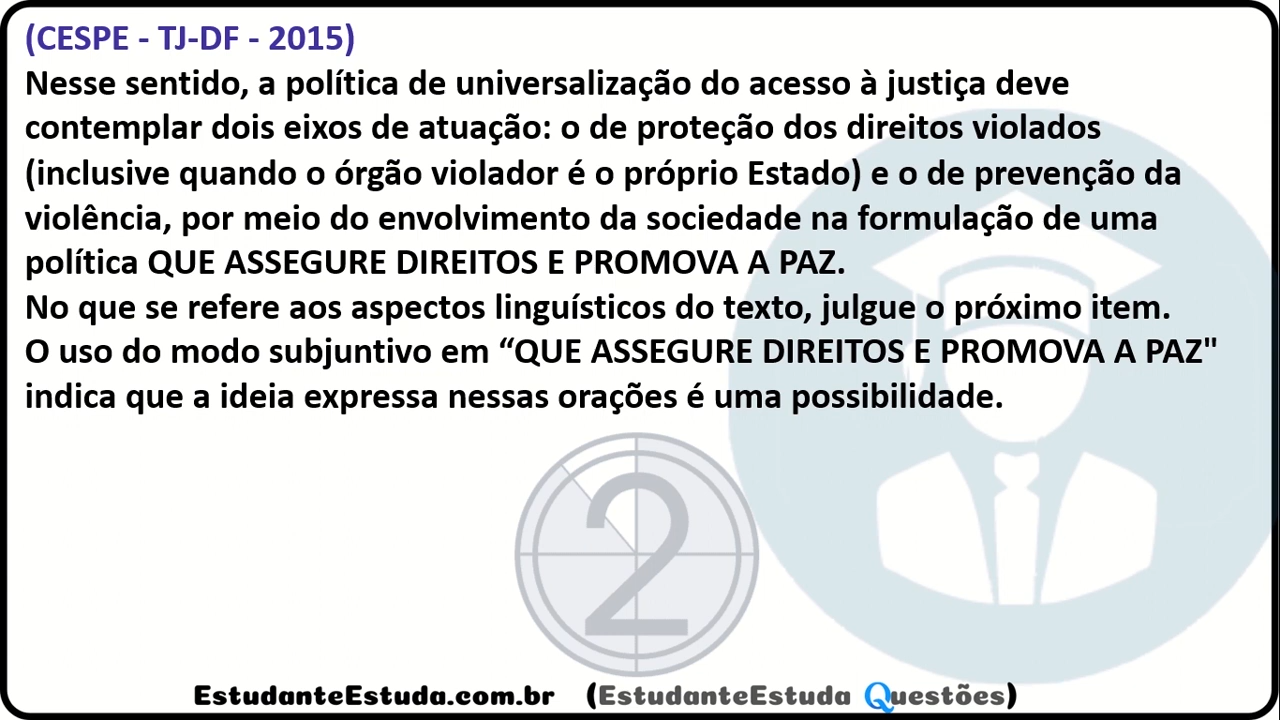 (CESPE - TJ-DF - 2015)
Nesse sentido, a política de universalização do acesso à justiça deve
contemplar dois eixos de atuação: o de proteção dos direitos violados
(inclusive quando o órgão violador é o próprio Estado) e o de prevenção da
violência, por meio do envolvimento da sociedade na formulação de uma
política QUE ASSEGURE DIREITOS E PROMOVA A PAZ.
No que se refere aos aspectos linguísticos do texto, julgue o próximo item.
O uso do modo subjuntivo em “QUE ASSEGURE DIREITOS E PROMOVA A PAZ"
indica que a ideia expressa nessas orações é uma possibilidade.
2
EstudanteEstuda.com.br (EstudanteEstuda Questões)